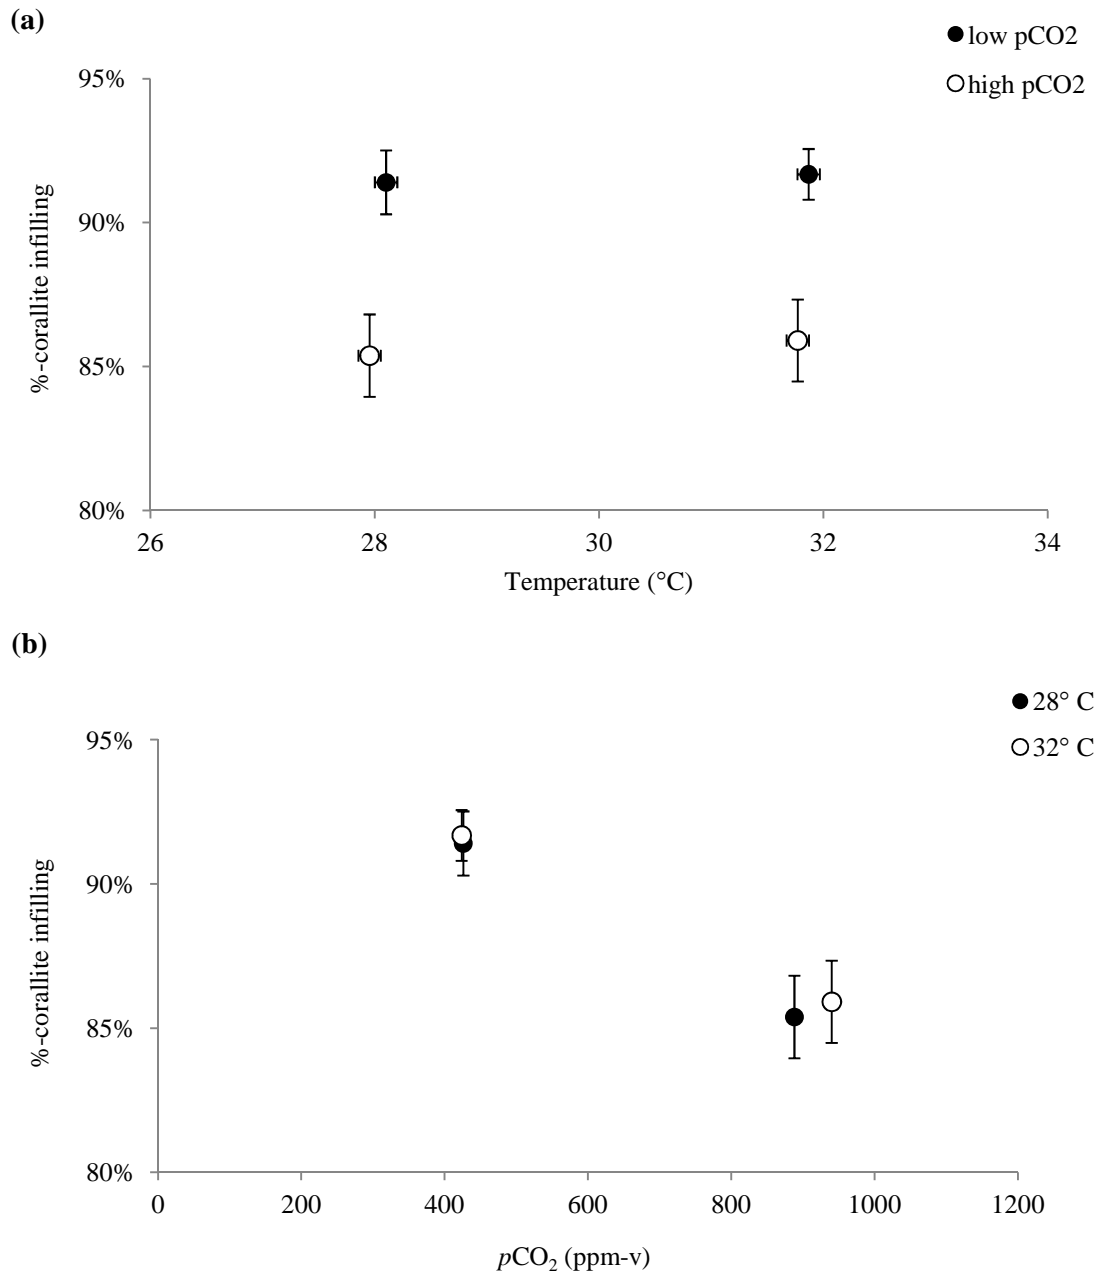 (a)
low pCO2
high pCO2
95%
90%
85%
80%
%-corallite infilling
26 28 30 32 34
Temperature (°C)
(b)
28° C
32° C
95%
90%
85%
80%
%-corallite infilling
0 200 400 600 800 1000 1200
pCO₂ (ppm-v)